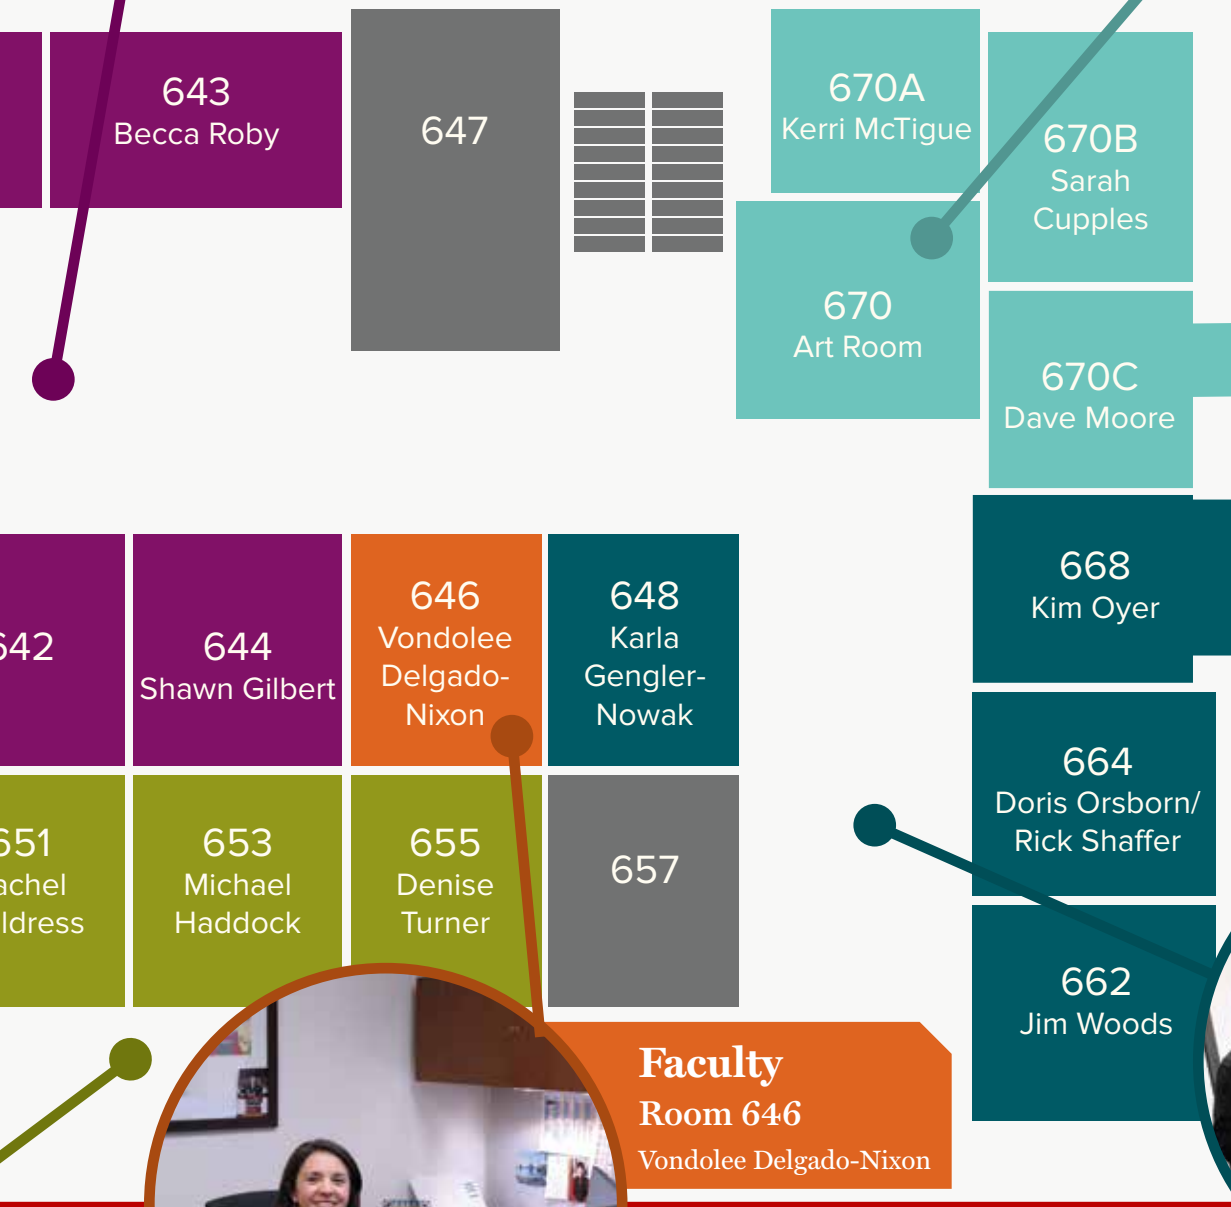 643
Becca Roby
647
670A
Kerri McTigue
670B
Sarah
Cupples
670
Art Room
670C
Dave Moore
668
Kim Oyer
642
644
Shawn Gilbert
646
Vondolee
Delgado-
Nixon
648
Karla
Gengler-
Nowak
664
Doris Orsborn/
Rick Shaffer
651
653
Michael
Haddock
655
Denise
Turner
657
662
Jim Woods
Faculty
Room 646
Vondolee Delgado-Nixon